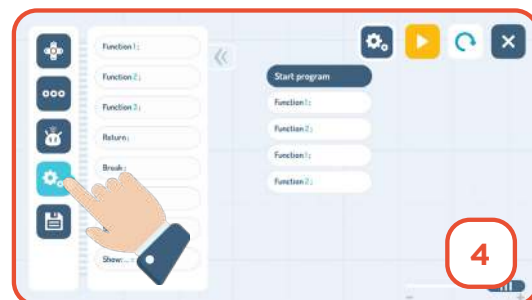 Function 1;
Function 2;
Function 3;
Return;
Break;
Show: ... =
Start program
Function 1;
Function 2;
Function 1;
Function 2;
4